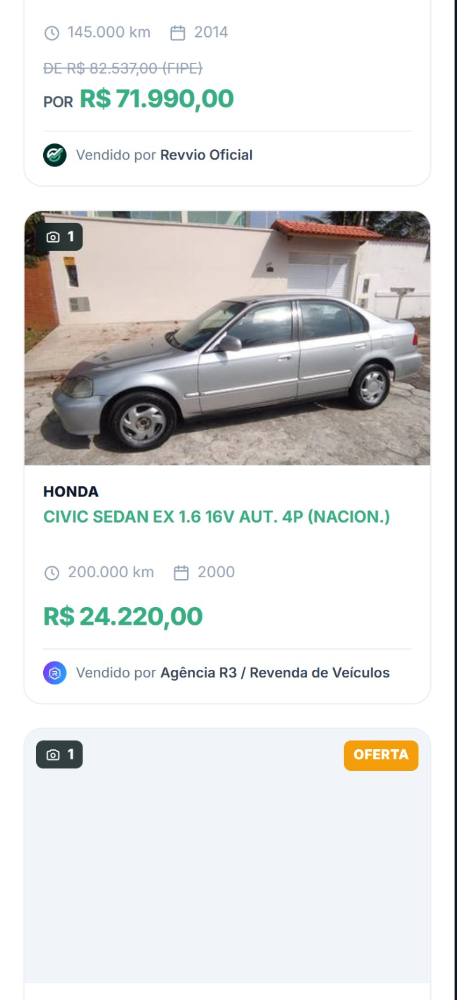 145.000 km 2014
DE R$ 82.537,00 (FIPE)
POR R$ 71.990,00
Vendido por Revvio Oficial
1
HONDA
CIVIC SEDAN EX 1.6 16V AUT. 4P (NACION.)
200.000 km 2000
R$ 24.220,00
Vendido por Agência R3 / Revenda de Veículos
1 OFERTA